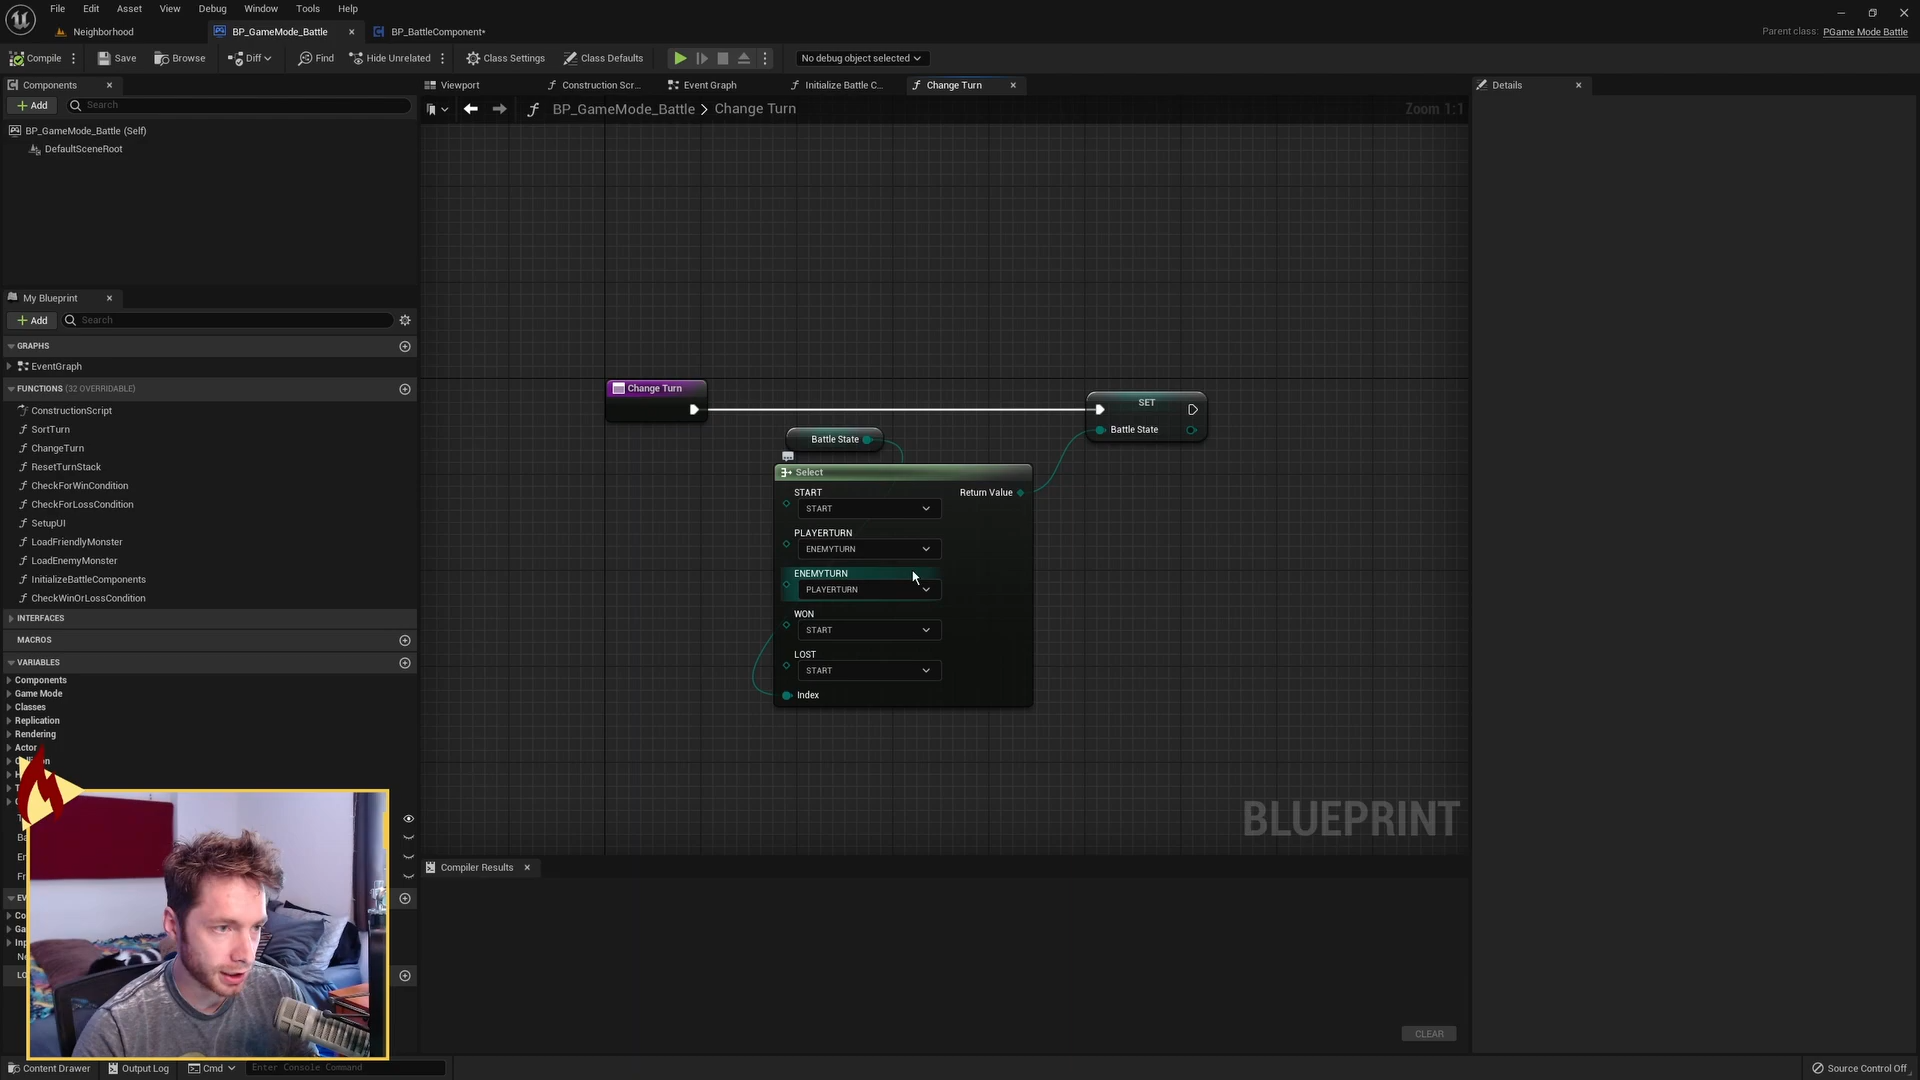 File Edit Asset View Debug Window Tools Help
Neighborhood BP_GameMode_Battle BP_BattleComponent*
Parent class: PGame Mode Battle
Compile Save Browse Diff Find Hide Unrelated Class Settings Class Defaults No debug object selected
Components
Add Search
BP_GameMode_Battle (Self)
DefaultSceneRoot
My Blueprint
Add Search
GRAPHS
EventGraph
FUNCTIONS (32 OVERRIDABLE)
ConstructionScript
SortTurn
ChangeTurn
ResetTurnStack
CheckForWinCondition
CheckForLossCondition
SetupUI
LoadFriendlyMonster
LoadEnemyMonster
InitializeBattleComponents
CheckWinOrLossCondition
INTERFACES
MACROS
VARIABLES
Components
Game Mode
Classes
Replication
Rendering
Actor
Viewport Construction Scr... Event Graph Initialize Battle C... Change Turn
BP_GameMode_Battle > Change Turn
Zoom 1:1
Change Turn
SET
Battle State
Battle State
Select
START
START
Return Value
PLAYERTURN
ENEMYTURN
ENEMYTURN
PLAYERTURN
WON
START
LOST
START
Index
BLUEPRINT
Compiler Results
CLEAR
Details
Content Drawer Output Log Cmd Enter Console Command
Source Control Off